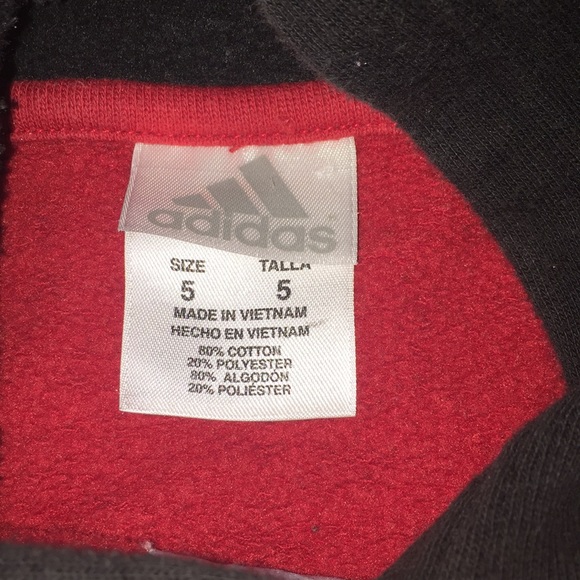 adidas
SIZE TALLA
5 5
MADE IN VIETNAM
HECHO EN VIETNAM
80% COTTON
20% POLYESTER
80% ALGODÓN
20% POLIÉSTER